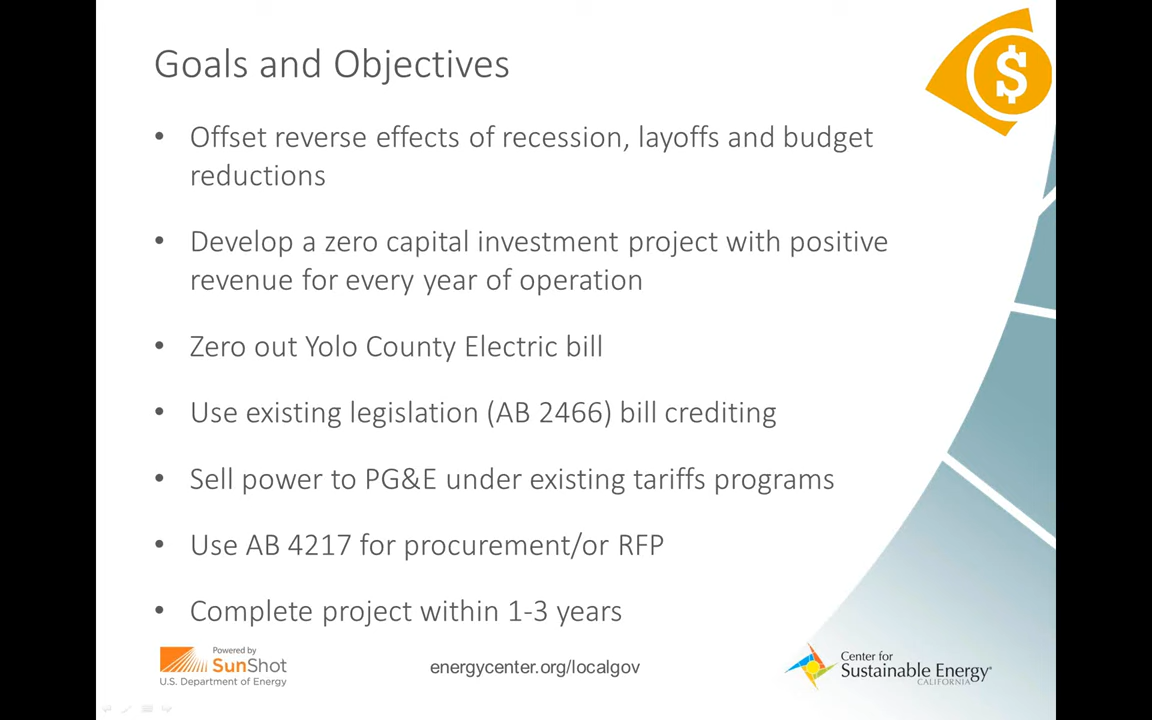 Goals and Objectives
$
• Offset reverse effects of recession, layoffs and budget
reductions
• Develop a zero capital investment project with positive
revenue for every year of operation
• Zero out Yolo County Electric bill
• Use existing legislation (AB 2466) bill crediting
• Sell power to PG&E under existing tariffs programs
• Use AB 4217 for procurement/or RFP
• Complete project within 1-3 years
Powered by
SunShot
U.S. Department of Energy
energycenter.org/localgov
Center for
Sustainable Energy®
CALIFORNIA